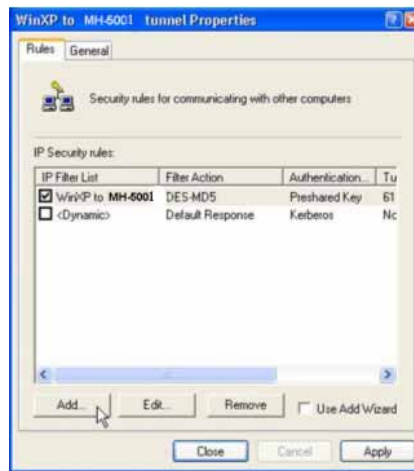 WinXP to MH-5001 tunnel Properties
Rules General
Security rules for communicating with other computers
IP Security rules:
IP Filter List Filter Action Authentication... Tu
WinXP to MH-5001 DES-MD5 Preshared Key 61
<Dynamic> Default Response Kerberos Nc
Add... Edit... Remove Use Add Wizard
Close Cancel Apply